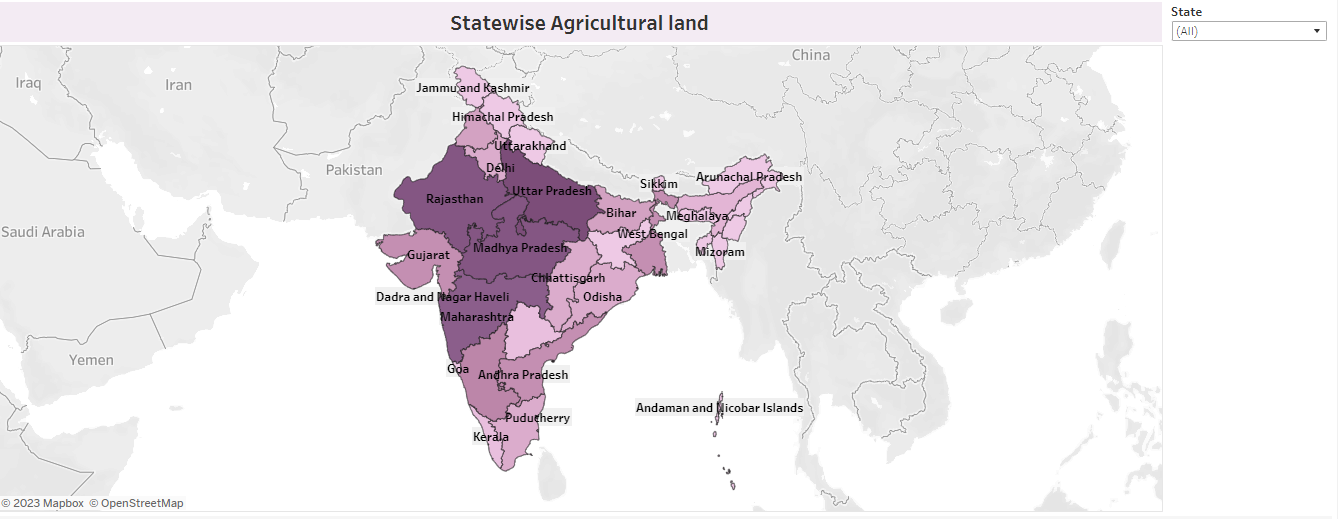 Statewise Agricultural land
State
(All)
China
Iraq
Iran
Jammu and Kashmir
Himachal Pradesh
Uttarakhand
Pakistan
Delhi
Arunachal Pradesh
Sikkim
Uttar Pradesh
Rajasthan
Bihar
Meghalaya
Saudi Arabia
West Bengal
Madhya Pradesh
Mizoram
Gujarat
Chhattisgarh
Dadra and Nagar Haveli
Odisha
Maharashtra
Yemen
Goa
Andhra Pradesh
Andaman and Nicobar Islands
Puducherry
Kerala
© 2023 Mapbox © OpenStreetMap